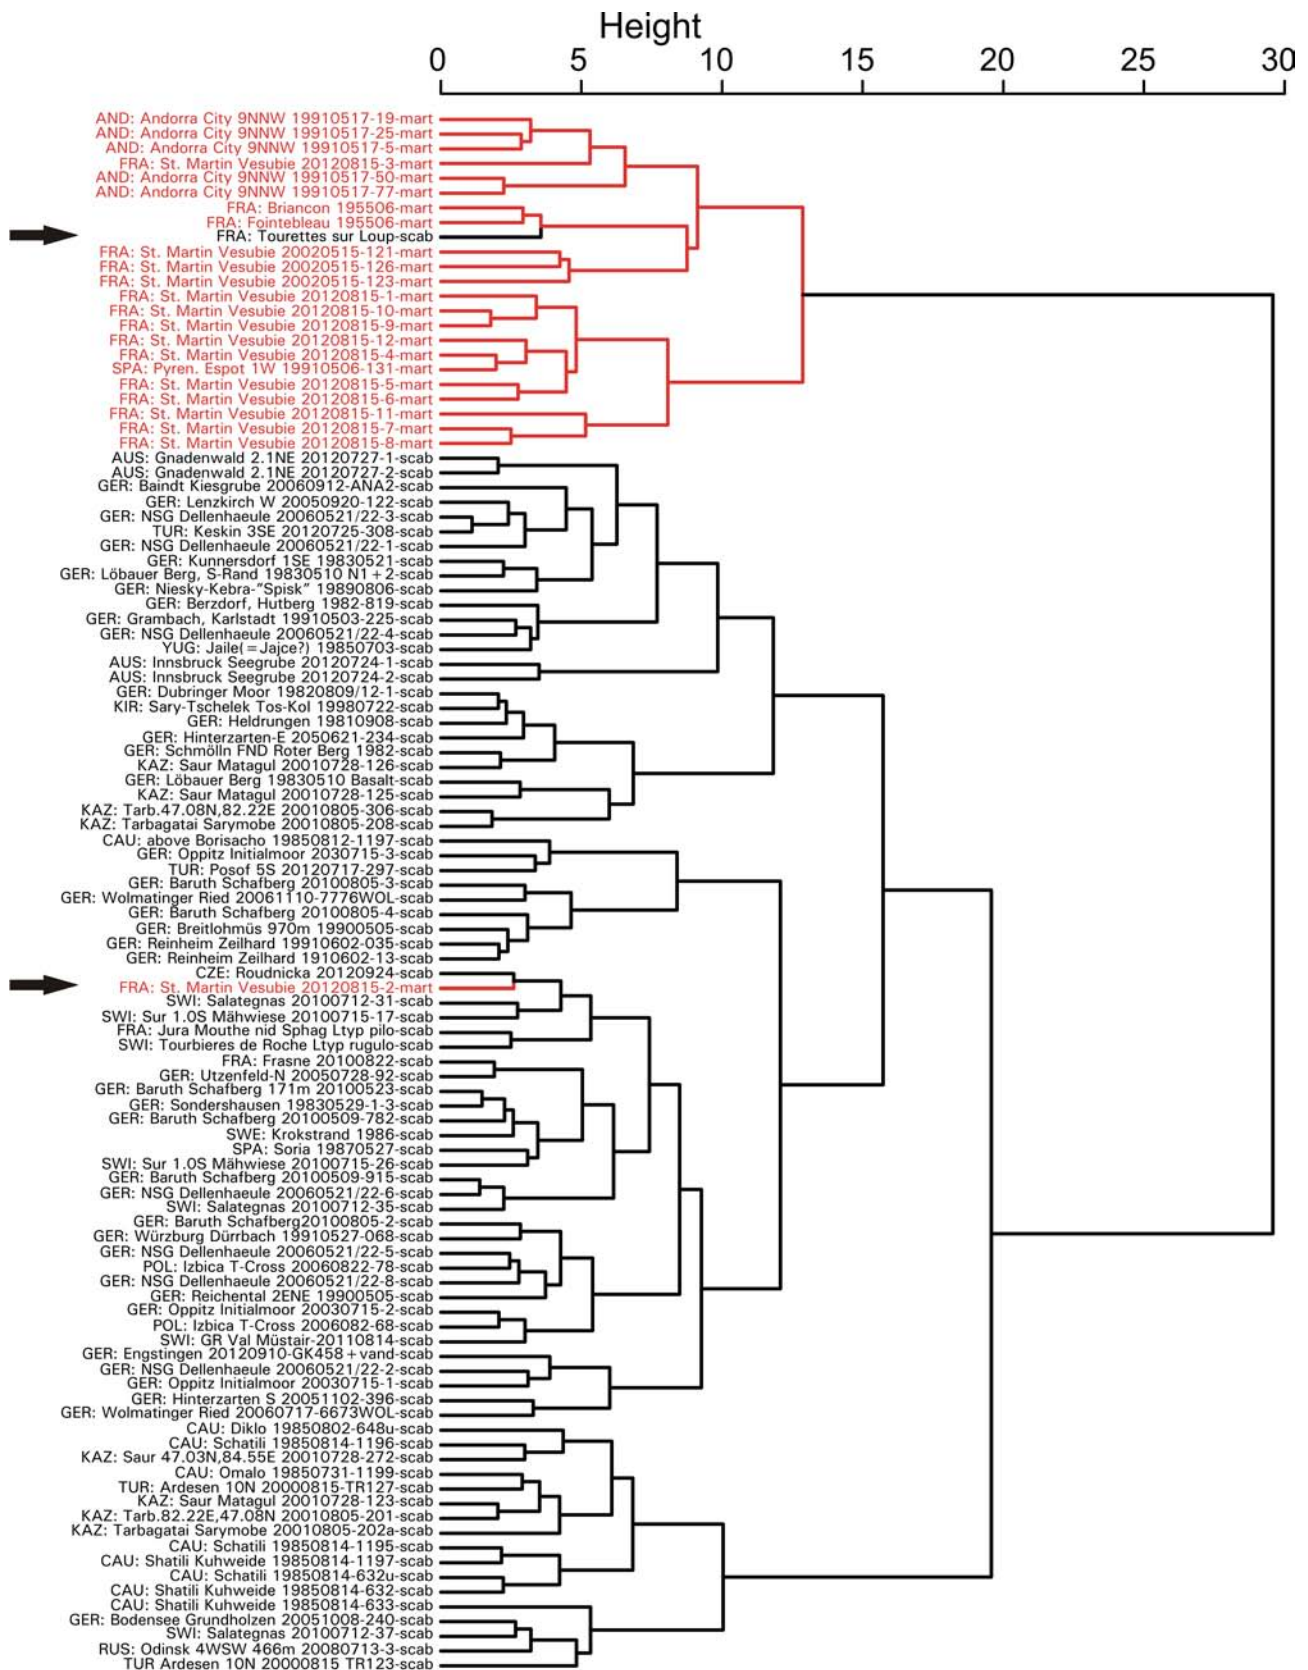 Height
0 5 10 15 20 25 30
AND: Andorra City 9NNW 19910517-19-mart
AND: Andorra City 9NNW 19910517-25-mart
AND: Andorra City 9NNW 19910517-5-mart
FRA: St. Martin Vesubie 20120815-3-mart
AND: Andorra City 9NNW 19910517-50-mart
AND: Andorra City 9NNW 19910517-77-mart
FRA: Briancon 195506-mart
FRA: Fointebleau 195506-mart
FRA: Tourettes sur Loup-scab
FRA: St. Martin Vesubie 20020515-121-mart
FRA: St. Martin Vesubie 20020515-126-mart
FRA: St. Martin Vesubie 20020515-123-mart
FRA: St. Martin Vesubie 20120815-1-mart
FRA: St. Martin Vesubie 20120815-10-mart
FRA: St. Martin Vesubie 20120815-9-mart
FRA: St. Martin Vesubie 20120815-12-mart
FRA: St. Martin Vesubie 20120815-4-mart
SPA: Pyren. Espot 1W 19910506-131-mart
FRA: St. Martin Vesubie 20120815-5-mart
FRA: St. Martin Vesubie 20120815-6-mart
FRA: St. Martin Vesubie 20120815-11-mart
FRA: St. Martin Vesubie 20120815-7-mart
FRA: St. Martin Vesubie 20120815-8-mart
AUS: Gnadenwald 2.1NE 20120727-1-scab
AUS: Gnadenwald 2.1NE 20120727-2-scab
GER: Baindt Kiesgrube 20060912-ANA2-scab
GER: Lenzkirch W 20050920-122-scab
GER: NSG Dellenhaeule 20060521/22-3-scab
TUR: Keskin 3SE 20120725-308-scab
GER: NSG Dellenhaeule 20060521/22-1-scab
GER: Kunnersdorf 1SE 19830521-scab
GER: Löbauer Berg, S-Rand 19830510 N1+2-scab
GER: Niesky-Kebra-"Spisk" 19890806-scab
GER: Berzdorf, Hutberg 1982-819-scab
GER: Grambach, Karlstadt 19910503-225-scab
GER: NSG Dellenhaeule 20060521/22-4-scab
YUG: Jaile(=Jajce?) 19850703-scab
AUS: Innsbruck Seegrube 20120724-1-scab
AUS: Innsbruck Seegrube 20120724-2-scab
GER: Dubringer Moor 19820809/12-1-scab
KIR: Sary-Tschelek Tos-Kol 19980722-scab
GER: Heldrungen 19810908-scab
GER: Hinterzarten-E 2050621-234-scab
GER: Schmölln FND Roter Berg 1982-scab
KAZ: Saur Matagul 20010728-126-scab
GER: Löbauer Berg 19830510 Basalt-scab
KAZ: Saur Matagul 20010728-125-scab
KAZ: Tarb.47.08N,82.22E 20010805-306-scab
KAZ: Tarbagatai Sarymobe 20010805-208-scab
CAU: above Borisacho 19850812-1197-scab
GER: Oppitz Initialmoor 2030715-3-scab
TUR: Posof 5S 20120717-297-scab
GER: Baruth Schafberg 20100805-3-scab
GER: Wolmatinger Ried 20061110-7776WOL-scab
GER: Baruth Schafberg 20100805-4-scab
GER: Breitlohmüs 970m 19900505-scab
GER: Reinheim Zeilhard 19910602-035-scab
GER: Reinheim Zeilhard 1910602-13-scab
CZE: Roudnicka 20120924-scab
FRA: St. Martin Vesubie 20120815-2-mart
SWI: Salategnas 20100712-31-scab
SWI: Sur 1.0S Mähwiese 20100715-17-scab
FRA: Jura Mouthe nid Sphag Ltyp pilo-scab
SWI: Tourbieres de Roche Ltyp rugulo-scab
FRA: Frasne 20100822-scab
GER: Utzenfeld-N 20050728-92-scab
GER: Baruth Schafberg 171m 20100523-scab
GER: Sondershausen 19830529-1-3-scab
GER: Baruth Schafberg 20100509-782-scab
SWE: Krokstrand 1986-scab
SPA: Soria 19870527-scab
SWI: Sur 1.0S Mähwiese 20100715-26-scab
GER: Baruth Schafberg 20100509-915-scab
GER: NSG Dellenhaeule 20060521/22-6-scab
SWI: Salategnas 20100712-35-scab
GER: Baruth Schafberg20100805-2-scab
GER: Würzburg Dürrbach 19910527-068-scab
GER: NSG Dellenhaeule 20060521/22-5-scab
POL: Izbica T-Cross 20060822-78-scab
GER: NSG Dellenhaeule 20060521/22-8-scab
GER: Reichental 2ENE 19900505-scab
GER: Oppitz Initialmoor 20030715-2-scab
POL: Izbica T-Cross 2006082-68-scab
SWI: GR Val Müstair-20110814-scab
GER: Engstingen 20120910-GK458+vand-scab
GER: NSG Dellenhaeule 20060521/22-2-scab
GER: Oppitz Initialmoor 20030715-1-scab
GER: Hinterzarten S 20051102-396-scab
GER: Wolmatinger Ried 20060717-6673WOL-scab
CAU: Diklo 19850802-648u-scab
CAU: Schatili 19850814-1196-scab
KAZ: Saur 47.03N,84.55E 20010728-272-scab
CAU: Omalo 19850731-1199-scab
TUR: Ardesen 10N 20000815-TR127-scab
KAZ: Saur Matagul 20010728-123-scab
KAZ: Tarb.82.22E,47.08N 20010805-201-scab
KAZ: Tarbagatai Sarymobe 20010805-202a-scab
CAU: Schatili 19850814-1195-scab
CAU: Shatili Kuhweide 19850814-1197-scab
CAU: Schatili 19850814-632u-scab
CAU: Shatili Kuhweide 19850814-632-scab
CAU: Shatili Kuhweide 19850814-633-scab
GER: Bodensee Grundholzen 20051008-240-scab
SWI: Salategnas 20100712-37-scab
RUS: Odinsk 4WSW 466m 20080713-3-scab
TUR Ardesen 10N 20000815 TR123-scab